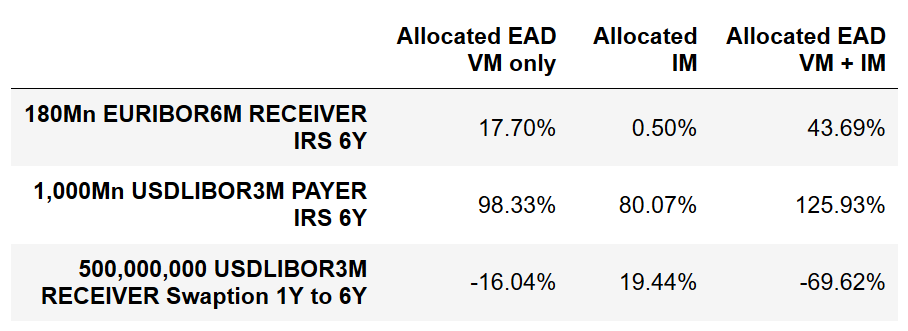 Allocated EAD Allocated Allocated EAD
VM only IM VM + IM
180Mn EURIBOR6M RECEIVER
IRS 6Y 17.70% 0.50% 43.69%
1,000Mn USDLIBOR3M PAYER
IRS 6Y 98.33% 80.07% 125.93%
500,000,000 USDLIBOR3M
RECEIVER Swaption 1Y to 6Y -16.04% 19.44% -69.62%